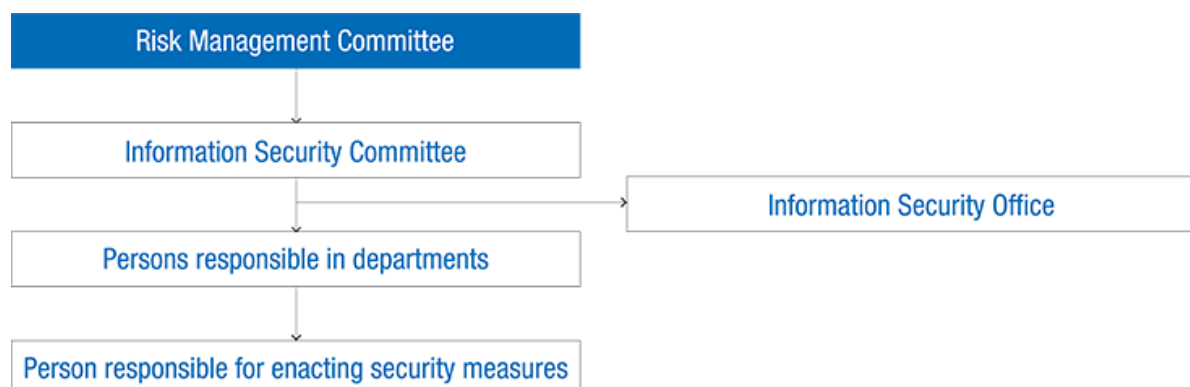 Risk Management Committee
Information Security Committee
Information Security Office
Persons responsible in departments
Person responsible for enacting security measures